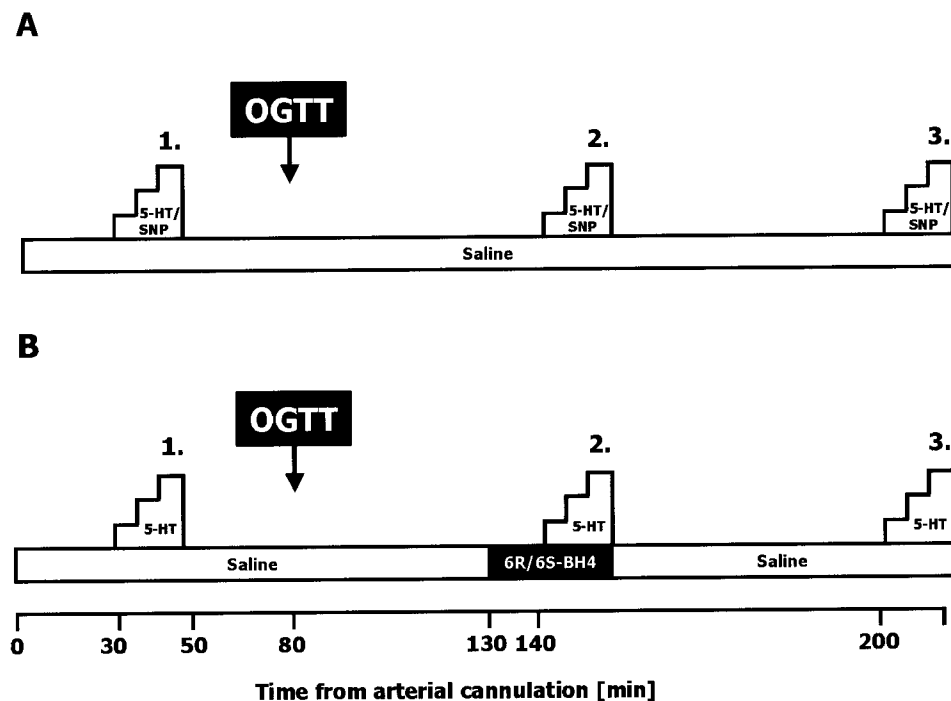 A
OGTT
1.
2.
3.
5-HT/
SNP
5-HT/
SNP
5-HT/
SNP
Saline
B
OGTT
1.
2.
3.
5-HT
5-HT
5-HT
Saline
6R/6S-BH4
Saline
0
30
50
80
130
140
200
Time from arterial cannulation [min]